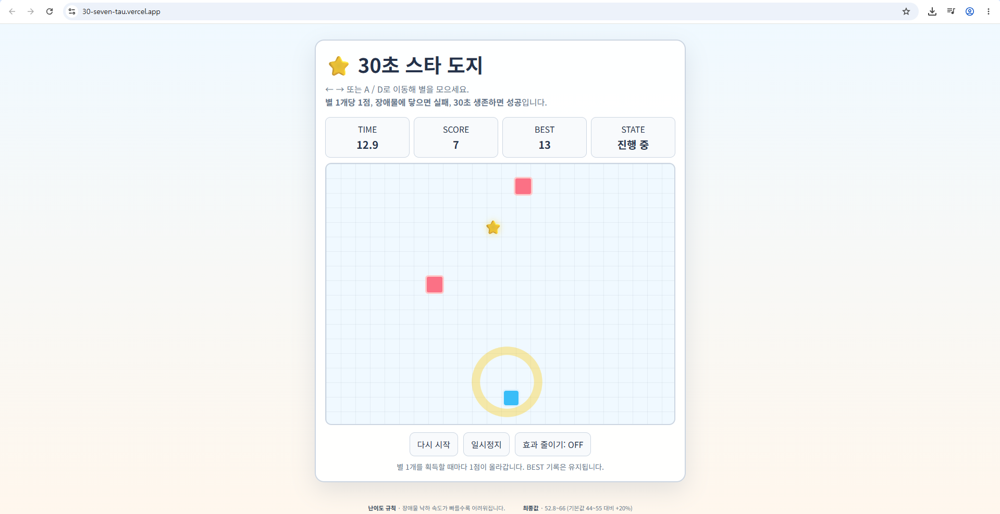 30-seven-tau.vercel.app
30초 스타 도지
← → 또는 A / D로 이동해 별을 모으세요.
별 1개당 1점, 장애물에 닿으면 실패, 30초 생존하면 성공입니다.
TIME
12.9
SCORE
7
BEST
13
STATE
진행 중
다시 시작
일시정지
효과 줄이기: OFF
별 1개를 획득할 때마다 1점이 올라갑니다. BEST 기록은 유지됩니다.
난이도 규칙 · 장애물 낙하 속도가 빠를수록 어려워집니다.
최종값 · 52.8~66 (기본값 44~55 대비 +20%)